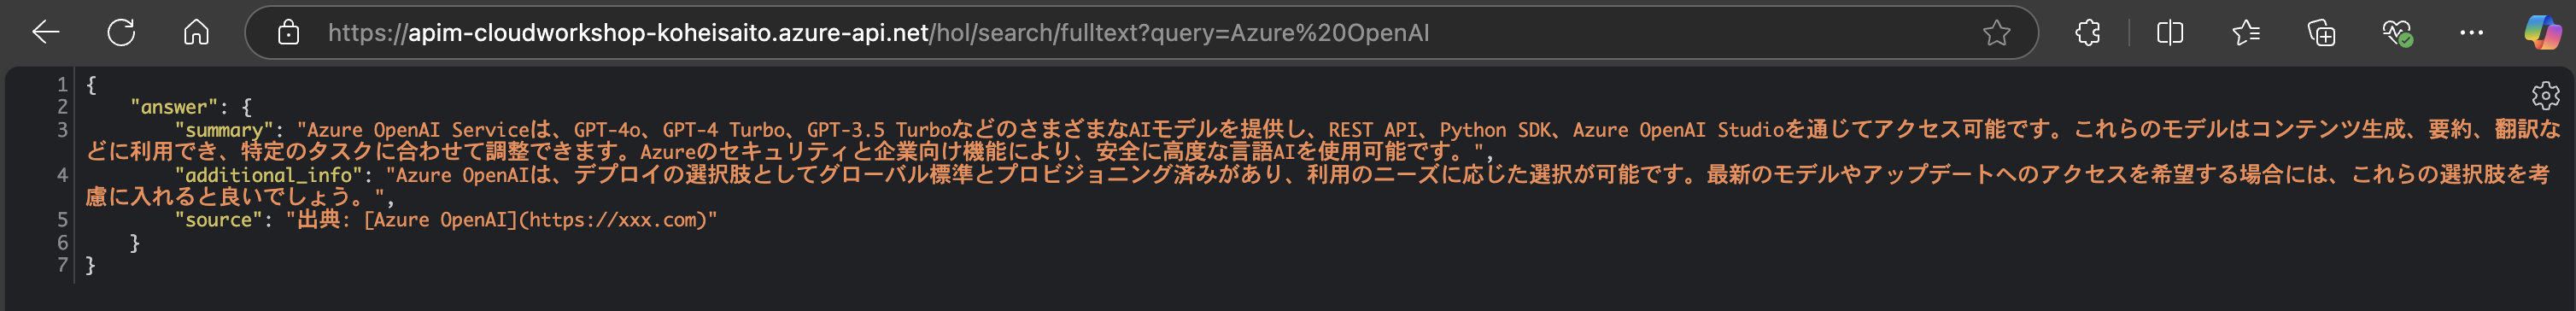 https://apim-cloudworkshop-koheisaito.azure-api.net/hol/search/fulltext?query=Azure%20OpenAI
1 {
2     "answer": {
3         "summary": "Azure OpenAI Serviceは、GPT-4o、GPT-4 Turbo、GPT-3.5 TurboなどのさまざまなAIモデルを提供し、REST API、Python SDK、Azure OpenAI Studioを通じてアクセス可能です。これらのモデルはコンテンツ生成、要約、翻訳な
どに利用でき、特定のタスクに合わせて調整できます。Azureのセキュリティと企業向け機能により、安全に高度な言語AIを使用可能です。",
4         "additional_info": "Azure OpenAIは、デプロイの選択肢としてグローバル標準とプロビジョニング済みがあり、利用のニーズに応じた選択が可能です。最新のモデルやアップデートへのアクセスを希望する場合には、これらの選択肢を考
慮に入れると良いでしょう。",
5         "source": "出典: [Azure OpenAI](https://xxx.com)"
6     }
7 }